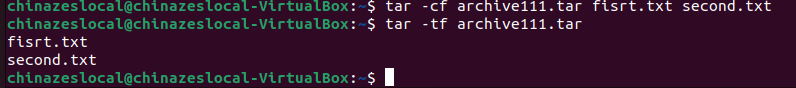 chinazeslocal@chinazeslocal-VirtualBox:~$ tar -cf archive111.tar fisrt.txt second.txt
chinazeslocal@chinazeslocal-VirtualBox:~$ tar -tf archive111.tar
fisrt.txt
second.txt
chinazeslocal@chinazeslocal-VirtualBox:~$